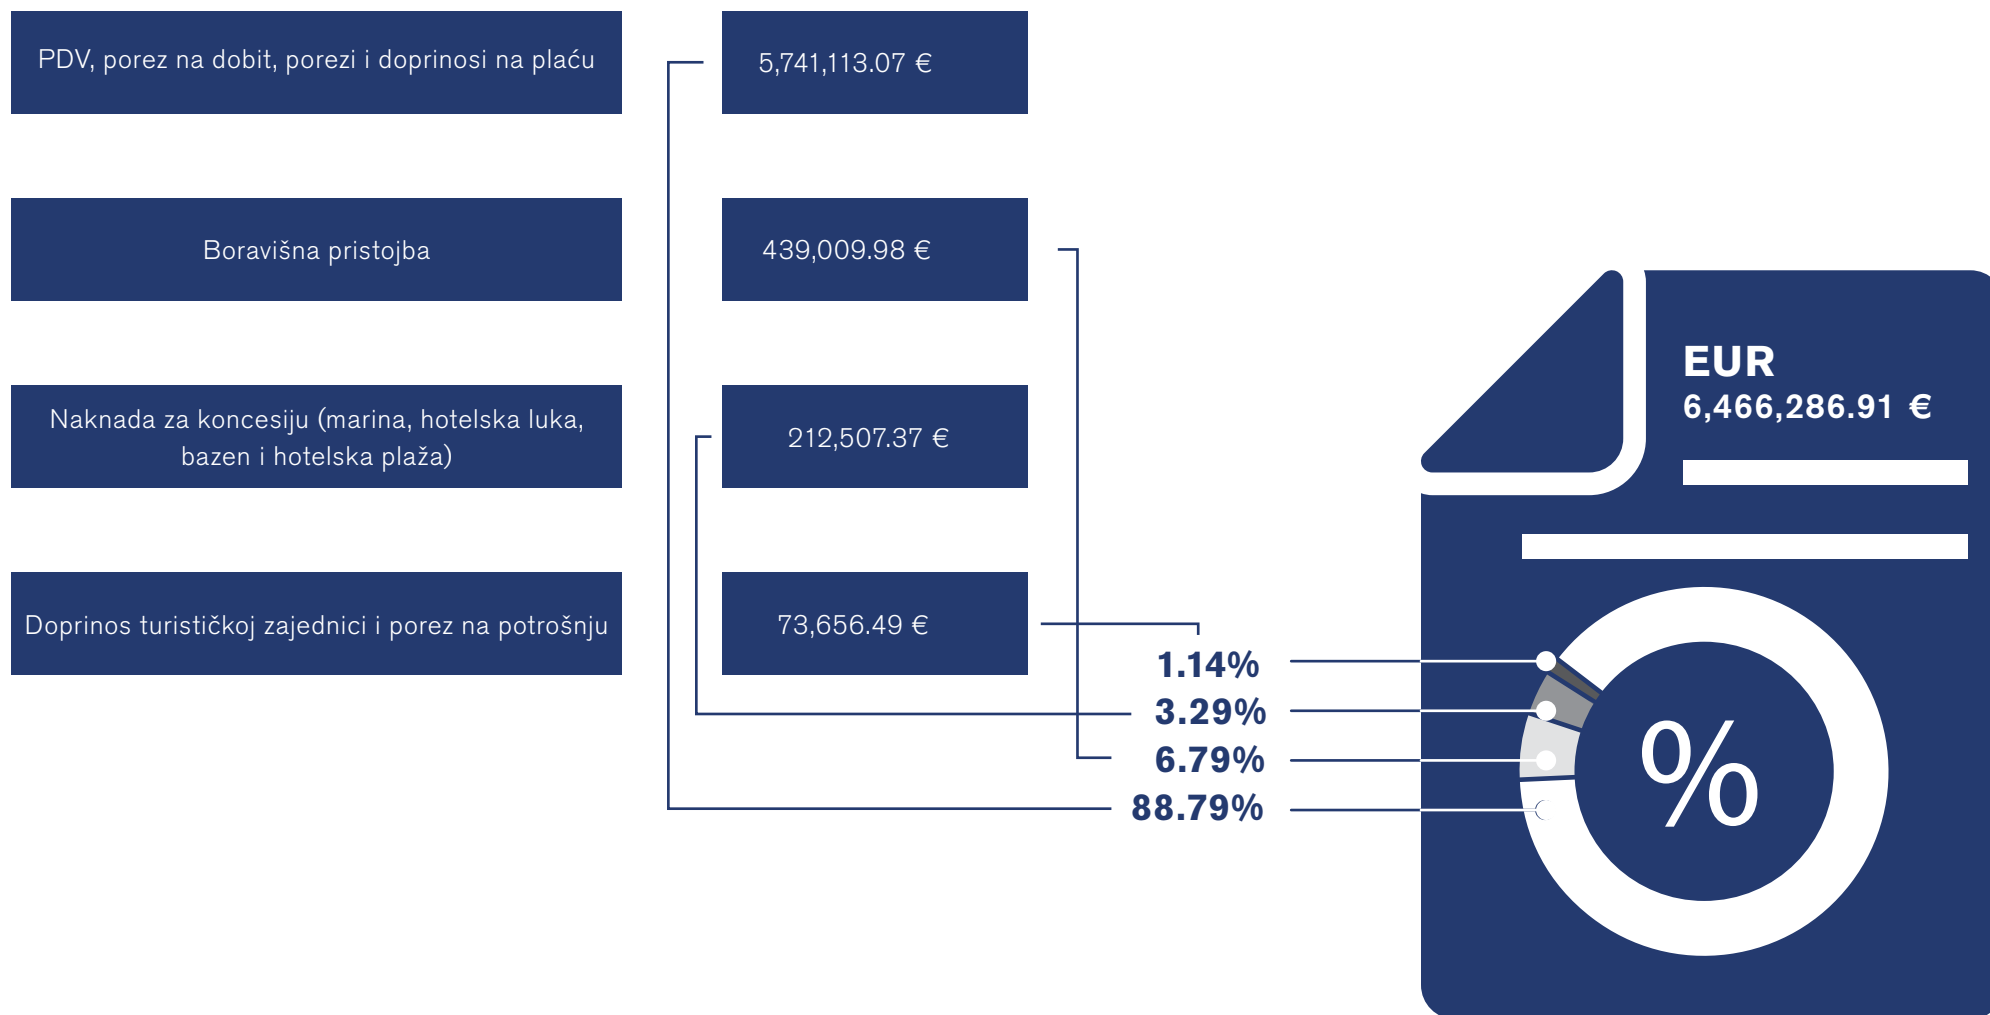 PDV, porez na dobit, porezi i doprinosi na plaću
5,741,113.07 €
Boravišna pristojba
439,009.98 €
Naknada za koncesiju (marina, hotelska luka,
bazen i hotelska plaža)
212,507.37 €
Doprinos turističkoj zajednici i porez na potrošnju
73,656.49 €
1.14%
3.29%
6.79%
88.79%
EUR
6,466,286.91 €
%